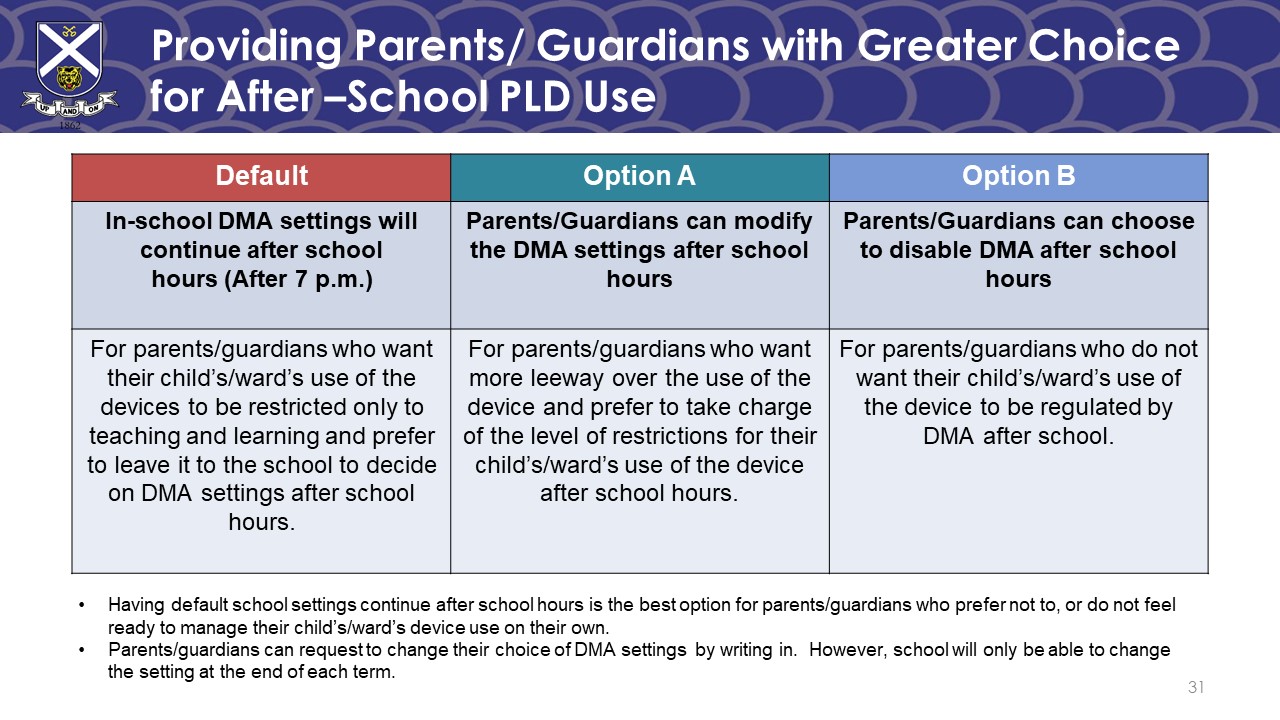 Providing Parents/ Guardians with Greater Choice
for After –School PLD Use
UP AND ON
1862
Default
Option A
Option B
In-school DMA settings will
continue after school
hours (After 7 p.m.)
Parents/Guardians can modify
the DMA settings after school
hours
Parents/Guardians can choose
to disable DMA after school
hours
For parents/guardians who want
their child’s/ward’s use of the
devices to be restricted only to
teaching and learning and prefer
to leave it to the school to decide
on DMA settings after school
hours.
For parents/guardians who want
more leeway over the use of the
device and prefer to take charge
of the level of restrictions for their
child’s/ward’s use of the device
after school hours.
For parents/guardians who do not
want their child’s/ward’s use of
the device to be regulated by
DMA after school.
• Having default school settings continue after school hours is the best option for parents/guardians who prefer not to, or do not feel
ready to manage their child’s/ward’s device use on their own.
• Parents/guardians can request to change their choice of DMA settings by writing in. However, school will only be able to change
the setting at the end of each term.
31